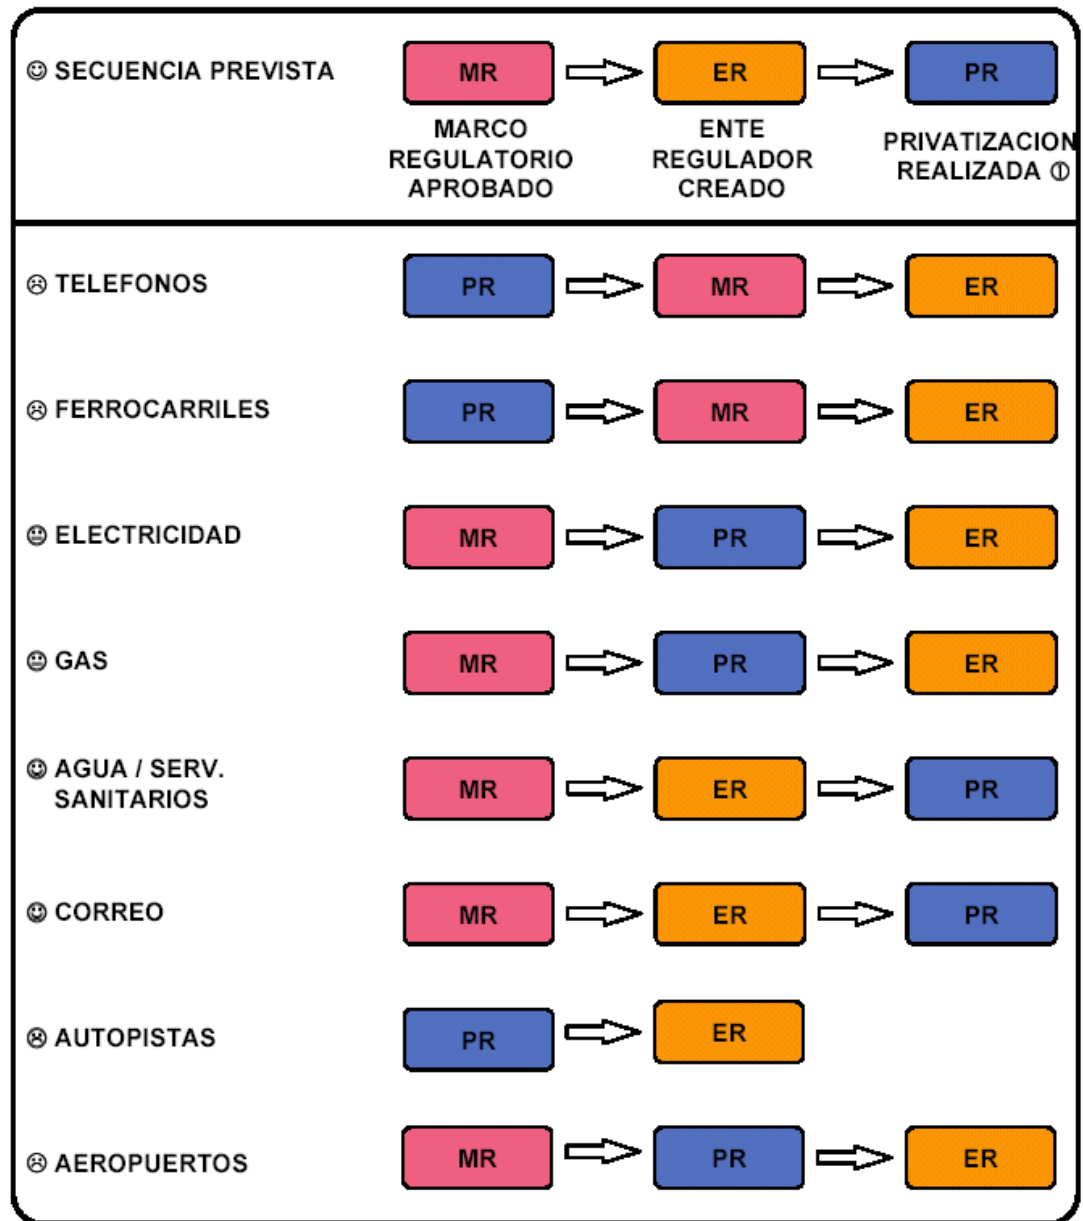 ☺ SECUENCIA PREVISTA MR ER PR
MARCO REGULATORIO APROBADO
ENTE REGULADOR CREADO
PRIVATIZACION REALIZADA ①
☹ TELEFONOS PR MR ER
☹ FERROCARRILES PR MR ER
😐 ELECTRICIDAD MR PR ER
😐 GAS MR PR ER
☺ AGUA / SERV. SANITARIOS MR ER PR
☺ CORREO MR ER PR
☹ AUTOPISTAS PR ER
☹ AEROPUERTOS MR PR ER